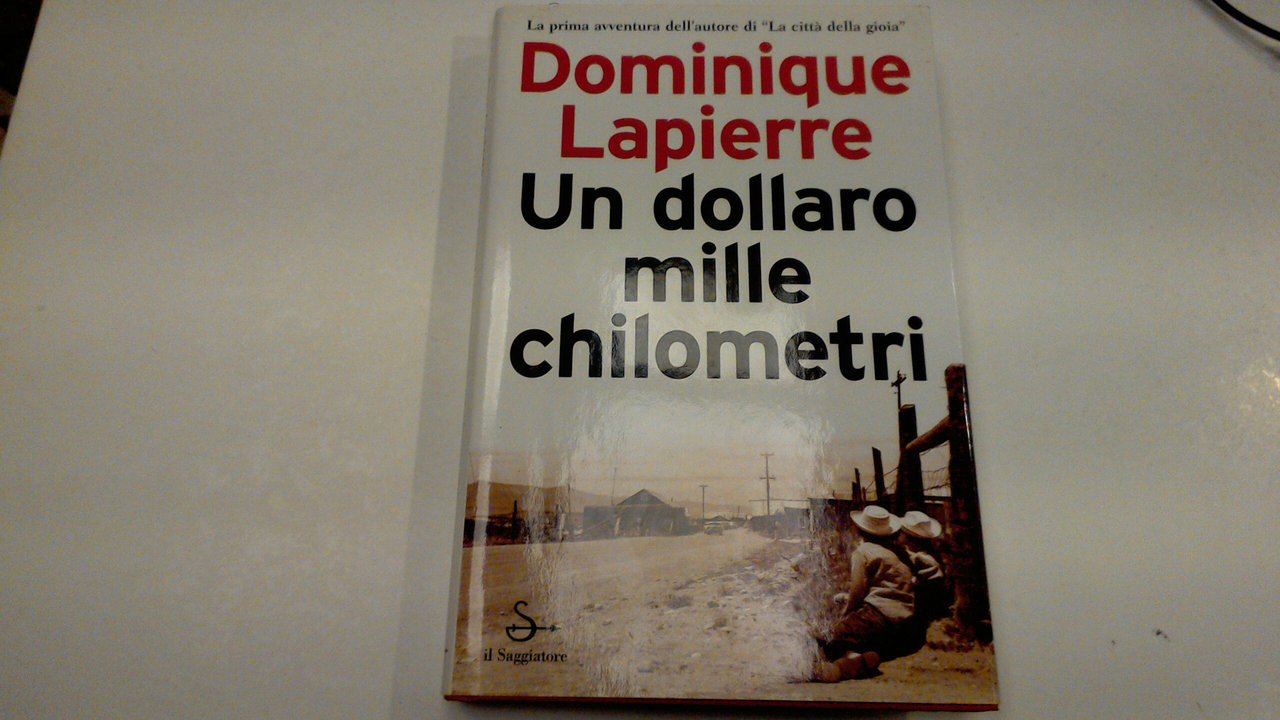 La prima avventura dell'autore di "La città della gioia"
Dominique
Lapierre
Un dollaro
mille
chilometri
il Saggiatore